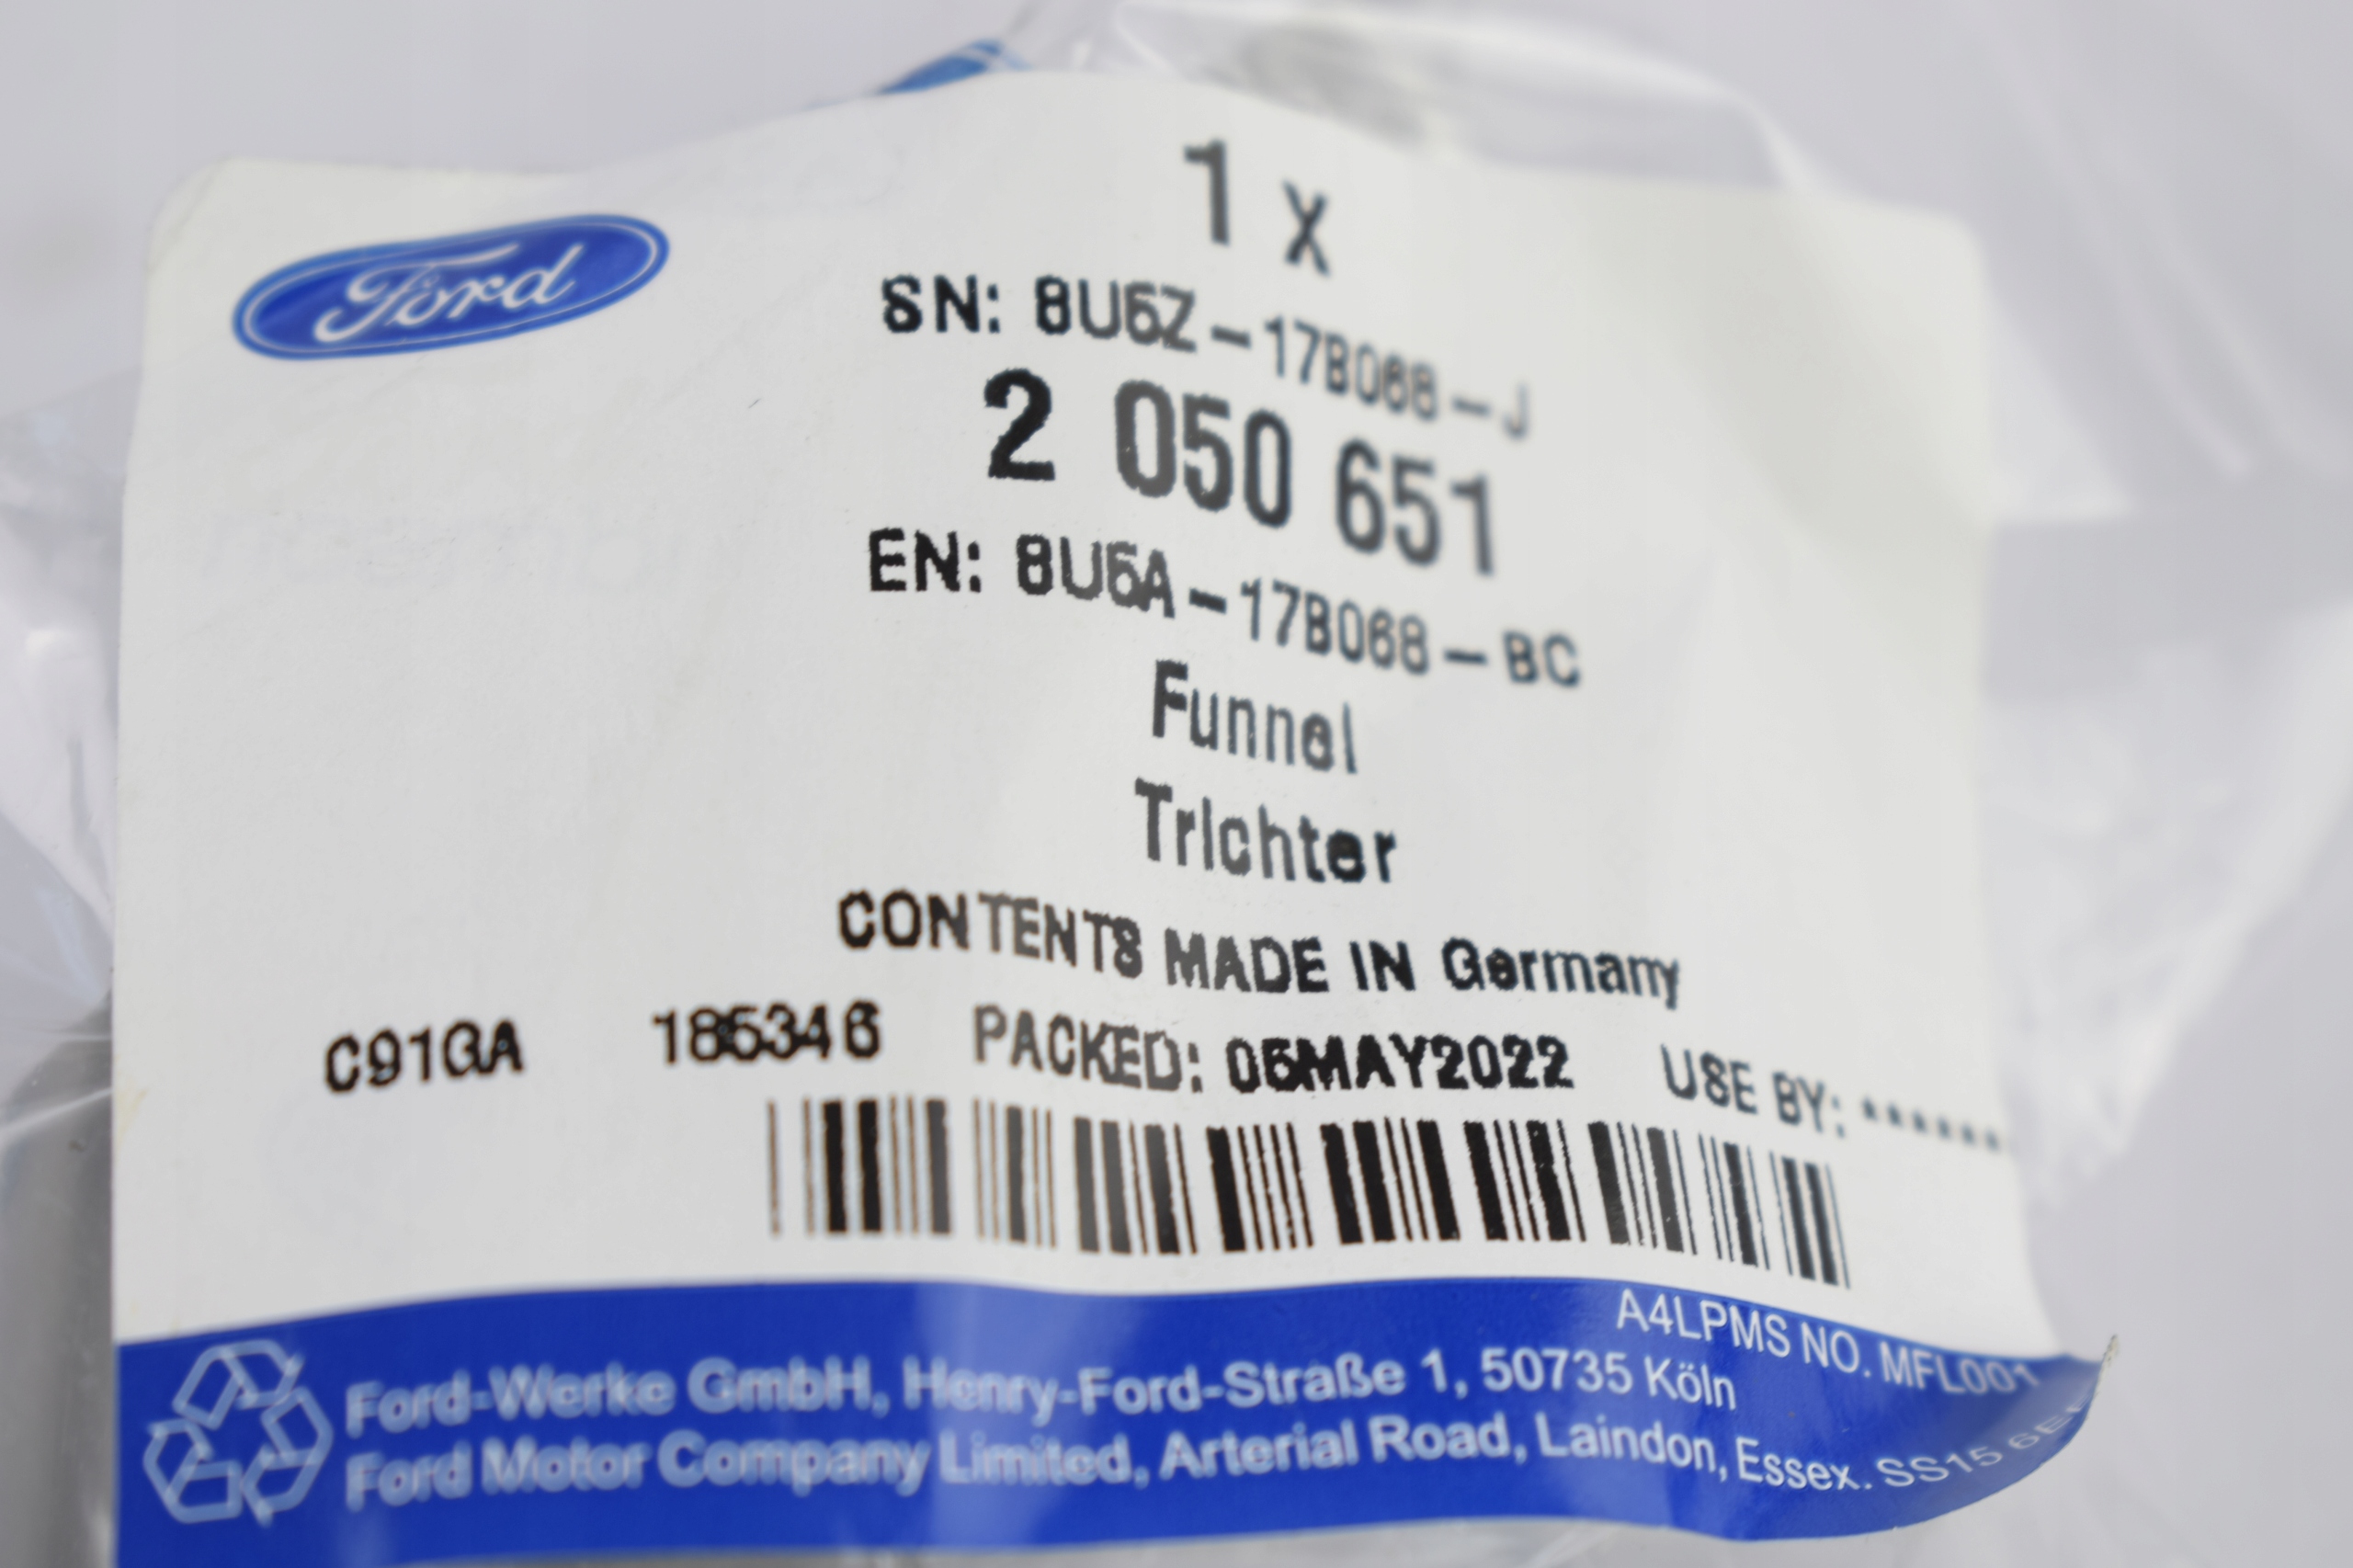 Ford
1 x
SN: 8U5Z-17B068-J
2 050 651
EN: 8U5A-17B068-BC
Funnel
Trichter
CONTENTS MADE IN Germany
C91GA 185346 PACKED: 05MAY2022 USE BY: ******
A4LPMS NO. MFL001
Ford-Werke GmbH, Henry-Ford-Straße 1, 50735 Köln
Ford Motor Company Limited, Arterial Road, Laindon, Essex. SS15